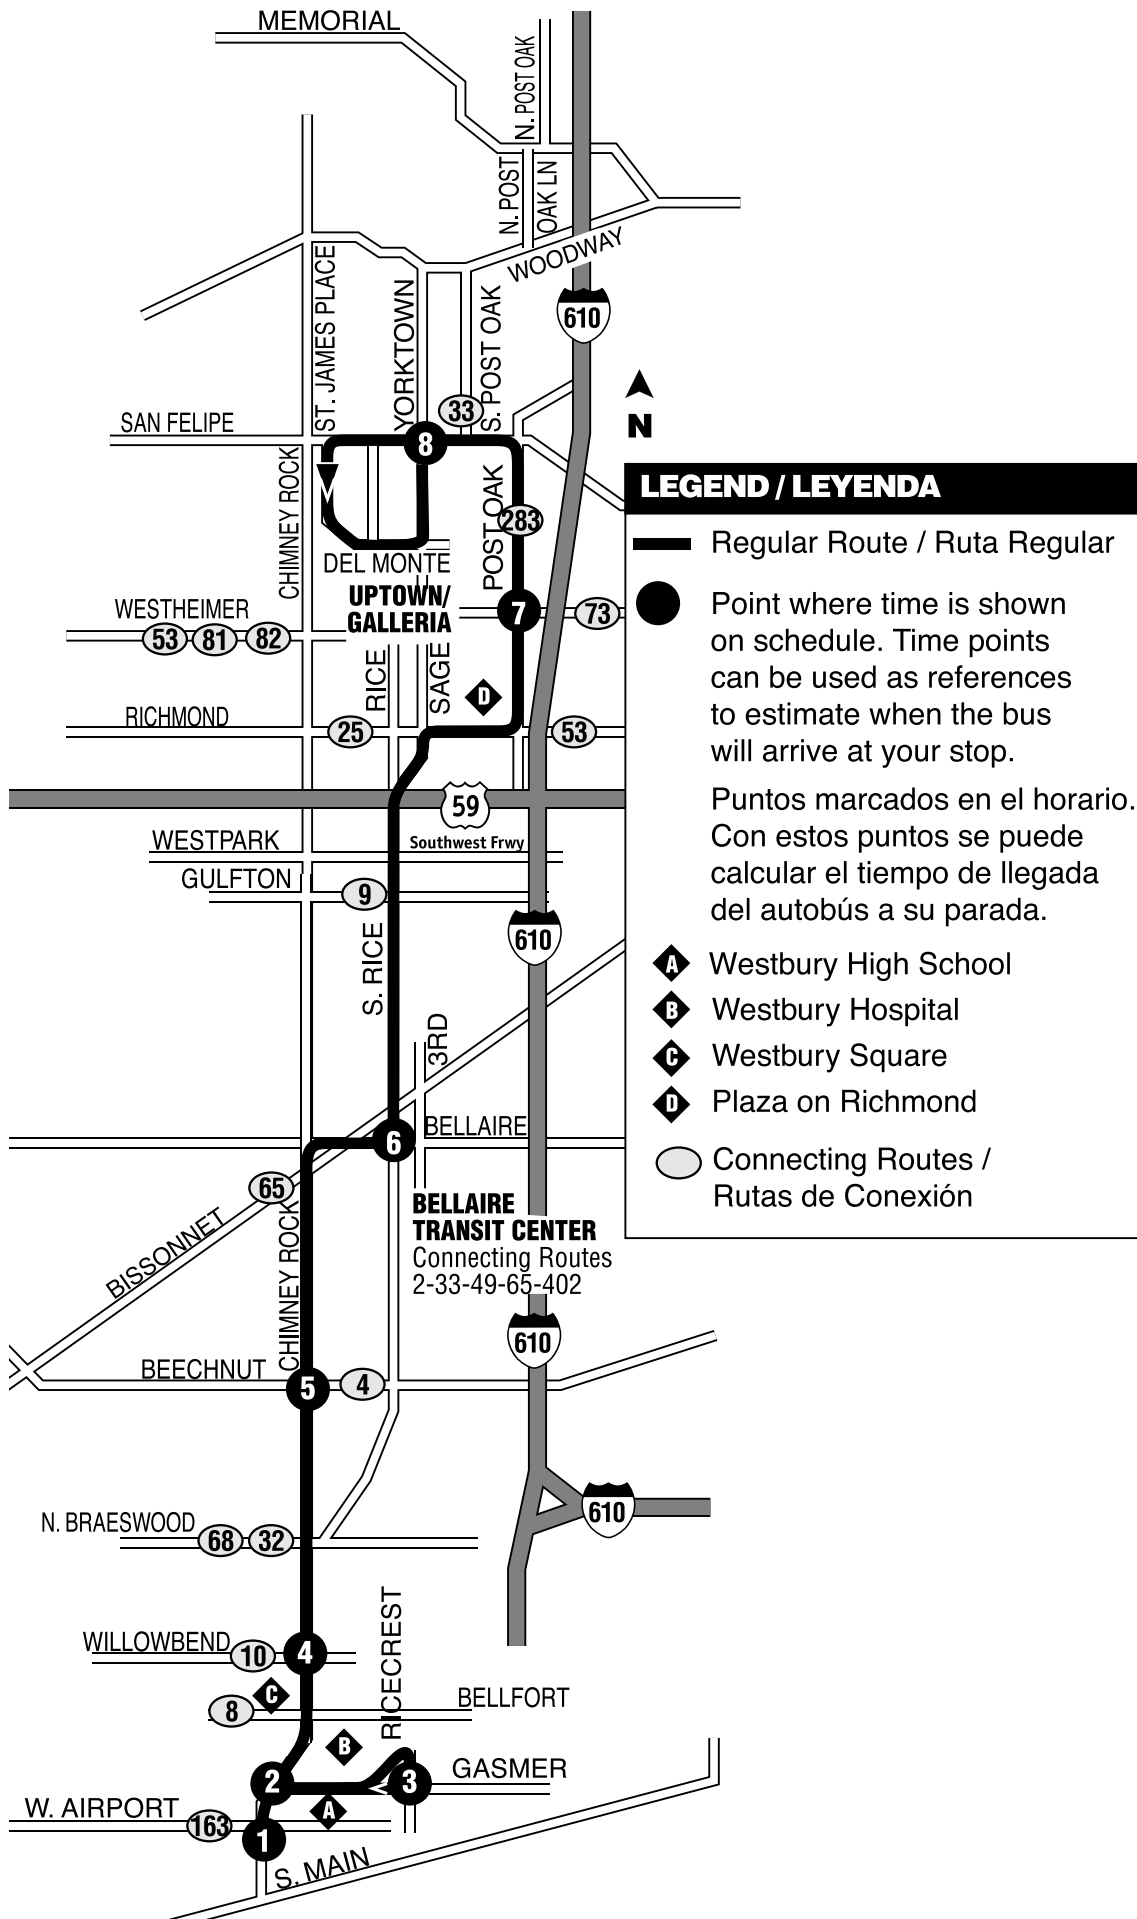 MEMORIAL
N. POST OAK
N. POST
OAK LN
WOODWAY
610
ST. JAMES PLACE
YORKTOWN
S. POST OAK
N
33
SAN FELIPE
8
CHIMNEY ROCK
POST OAK
283
DEL MONTE
UPTOWN/
GALLERIA
WESTHEIMER
53 81 82
7
73
RICE
SAGE
D
RICHMOND
25
53
59
Southwest Frwy
WESTPARK
GULFTON
9
610
S. RICE
3RD
6
BELLAIRE
65
BISSONNET
CHIMNEY ROCK
BELLAIRE
TRANSIT CENTER
Connecting Routes
2-33-49-65-402
610
BEECHNUT
5
4
610
N. BRAESWOOD
68 32
RICECREST
WILLOWBEND
10
4
C
8
BELLFORT
B
2
3
GASMER
W. AIRPORT
163
A
1
S. MAIN
LEGEND / LEYENDA
Regular Route / Ruta Regular
Point where time is shown
on schedule. Time points
can be used as references
to estimate when the bus
will arrive at your stop.
Puntos marcados en el horario.
Con estos puntos se puede
calcular el tiempo de llegada
del autobús a su parada.
A Westbury High School
B Westbury Hospital
C Westbury Square
D Plaza on Richmond
Connecting Routes /
Rutas de Conexión